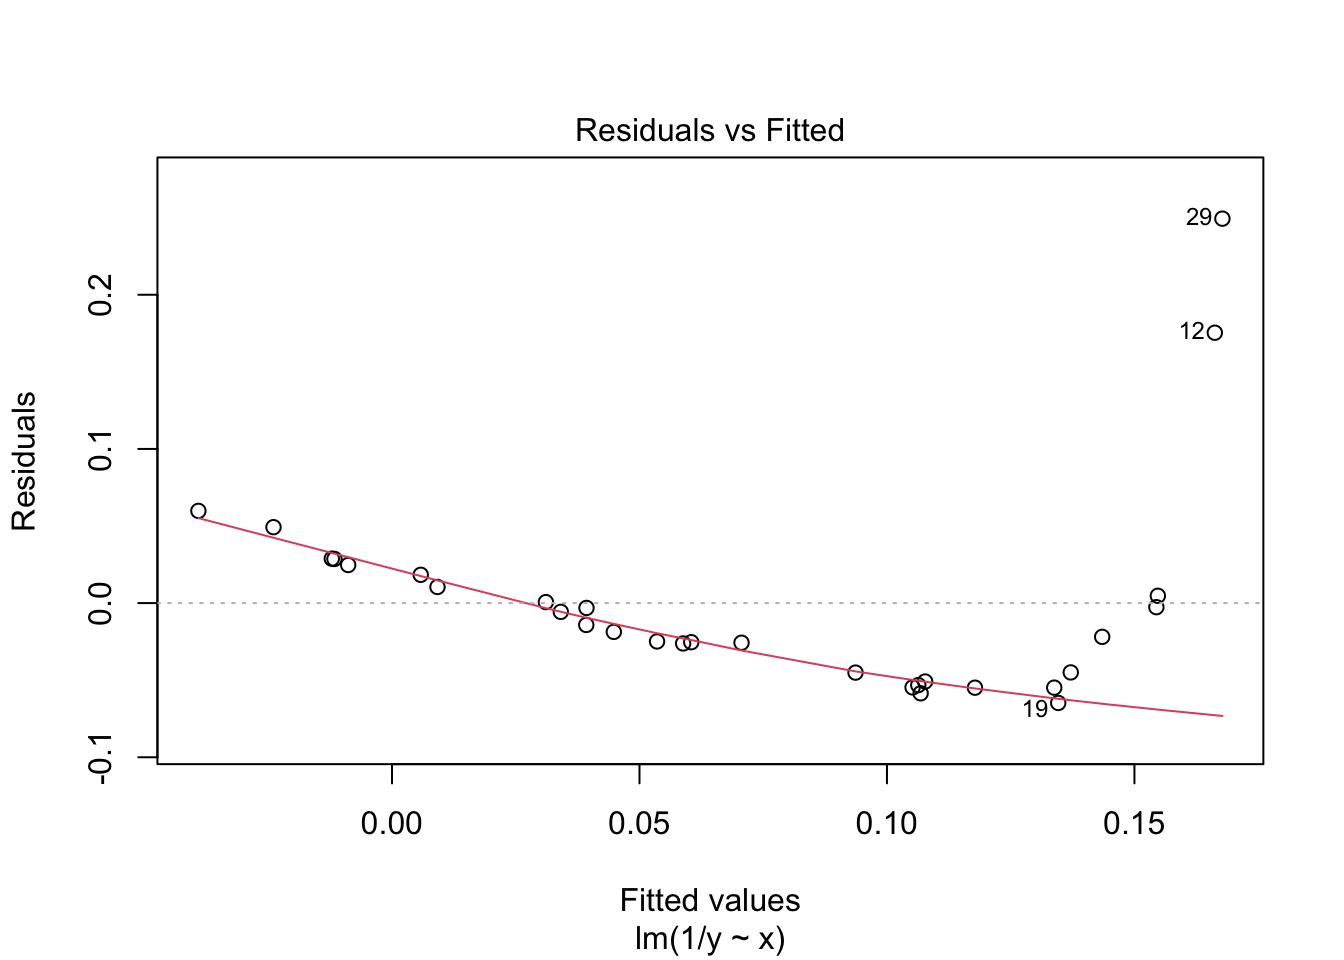 Residuals vs Fitted
29
0.2
12
0.1
Residuals
0.0
19
-0.1
0.00 0.05 0.10 0.15
Fitted values
lm(1/y ~ x)